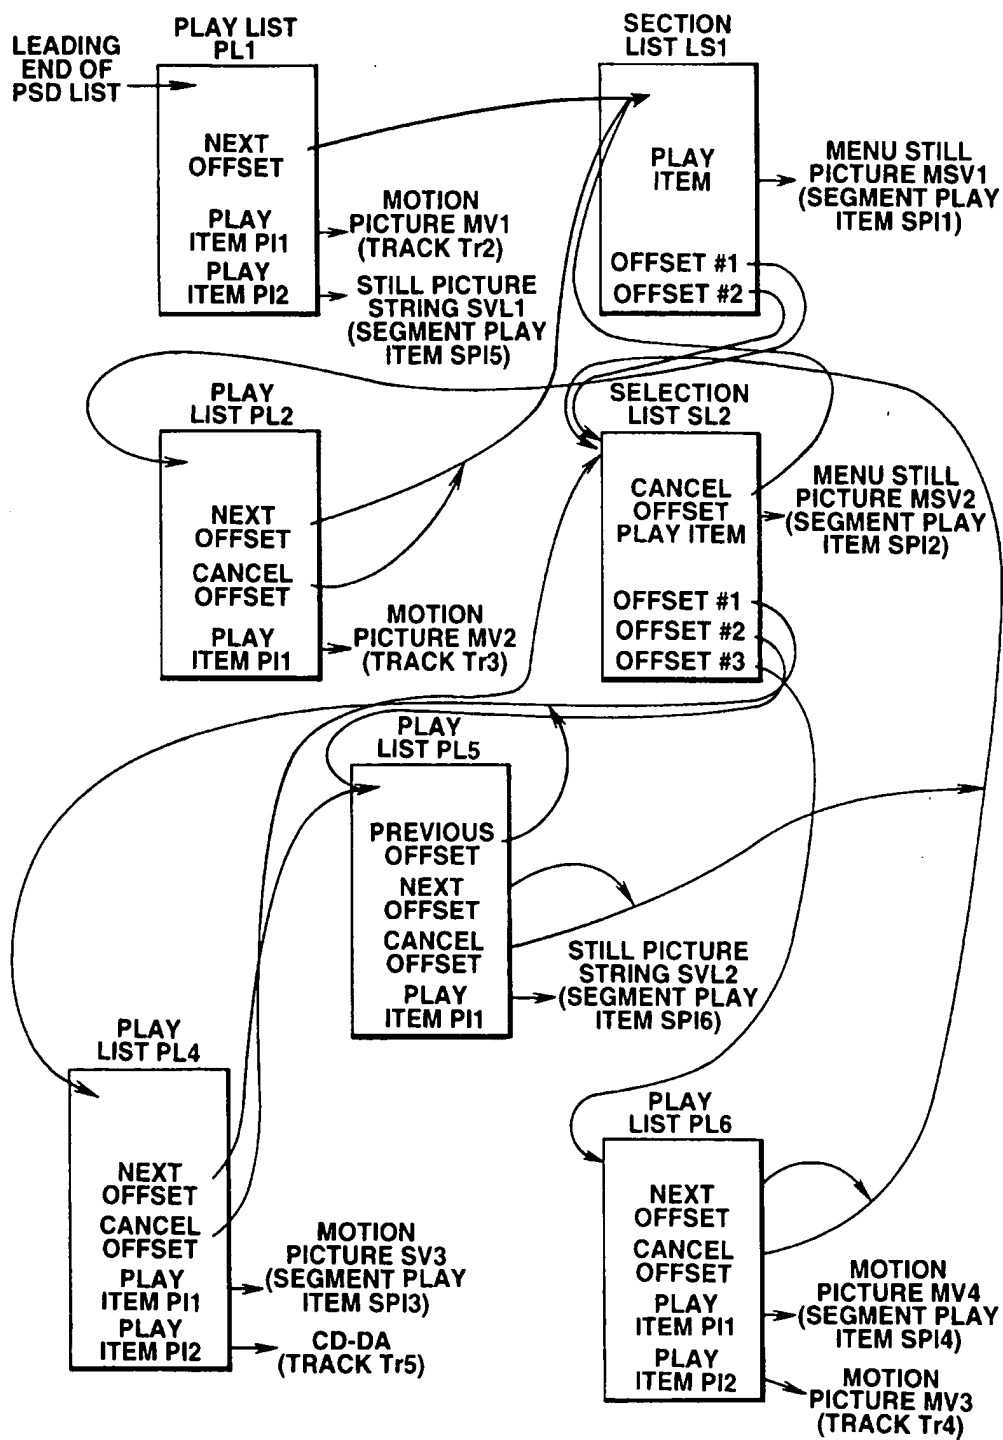 PLAY LIST
PL1
LEADING
END OF
PSD LIST
NEXT
OFFSET
PLAY
ITEM PI1
PLAY
ITEM PI2
MOTION
PICTURE MV1
(TRACK Tr2)
STILL PICTURE
STRING SVL1
(SEGMENT PLAY
ITEM SPI5)
SECTION
LIST LS1
PLAY
ITEM
OFFSET #1
OFFSET #2
MENU STILL
PICTURE MSV1
(SEGMENT PLAY
ITEM SPI1)
PLAY
LIST PL2
NEXT
OFFSET
CANCEL
OFFSET
PLAY
ITEM PI1
MOTION
PICTURE MV2
(TRACK Tr3)
SELECTION
LIST SL2
CANCEL
OFFSET
PLAY ITEM
OFFSET #1
OFFSET #2
OFFSET #3
MENU STILL
PICTURE MSV2
(SEGMENT PLAY
ITEM SPI2)
PLAY
LIST PL5
PREVIOUS
OFFSET
NEXT
OFFSET
CANCEL
OFFSET
PLAY
ITEM PI1
STILL PICTURE
STRING SVL2
(SEGMENT PLAY
ITEM SPI6)
PLAY
LIST PL4
NEXT
OFFSET
CANCEL
OFFSET
PLAY
ITEM PI1
PLAY
ITEM PI2
MOTION
PICTURE SV3
(SEGMENT PLAY
ITEM SPI3)
CD-DA
(TRACK Tr5)
PLAY
LIST PL6
NEXT
OFFSET
CANCEL
OFFSET
PLAY
ITEM PI1
PLAY
ITEM PI2
MOTION
PICTURE MV4
(SEGMENT PLAY
ITEM SPI4)
MOTION
PICTURE MV3
(TRACK Tr4)